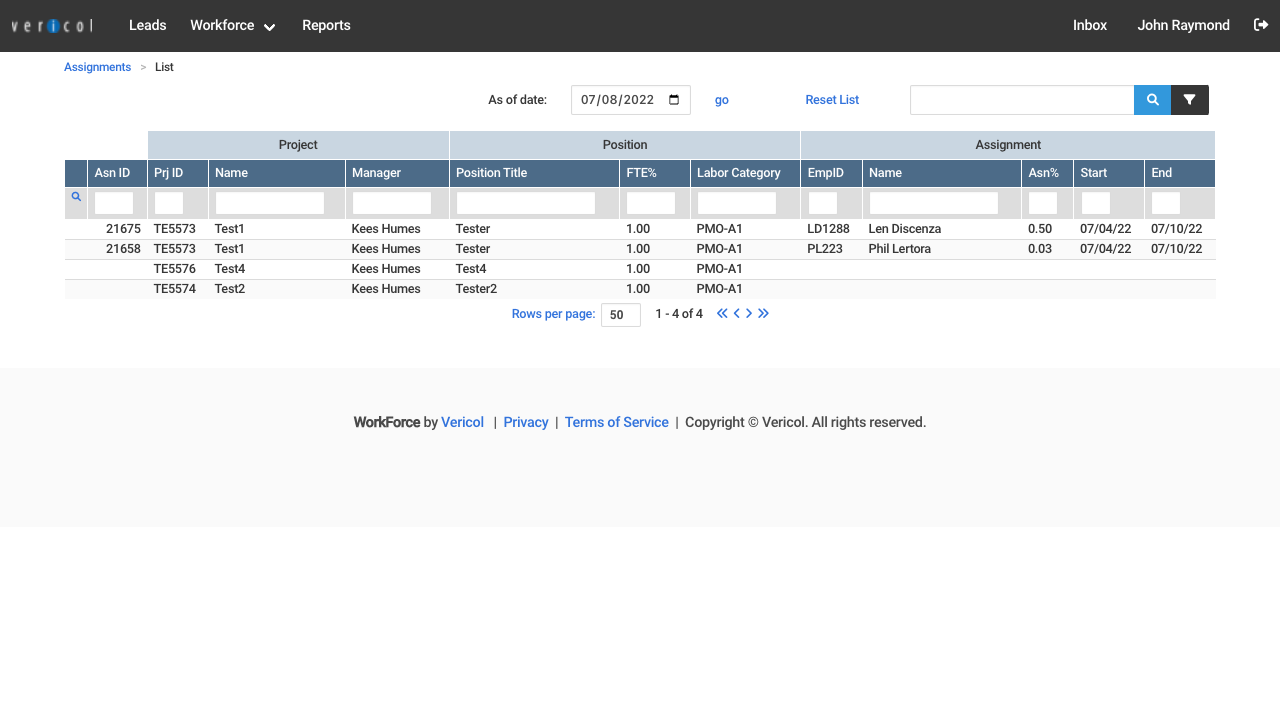 vericol Leads Workforce Reports Inbox John Raymond
Assignments > List
As of date: 07/08/2022 go Reset List
Project Position Assignment
Asn ID Prj ID Name Manager Position Title FTE% Labor Category EmpID Name Asn% Start End
21675 TE5573 Test1 Kees Humes Tester 1.00 PMO-A1 LD1288 Len Discenza 0.50 07/04/22 07/10/22
21658 TE5573 Test1 Kees Humes Tester 1.00 PMO-A1 PL223 Phil Lertora 0.03 07/04/22 07/10/22
TE5576 Test4 Kees Humes Test4 1.00 PMO-A1
TE5574 Test2 Kees Humes Tester2 1.00 PMO-A1
Rows per page: 50 1 - 4 of 4
WorkForce by Vericol | Privacy | Terms of Service | Copyright © Vericol. All rights reserved.